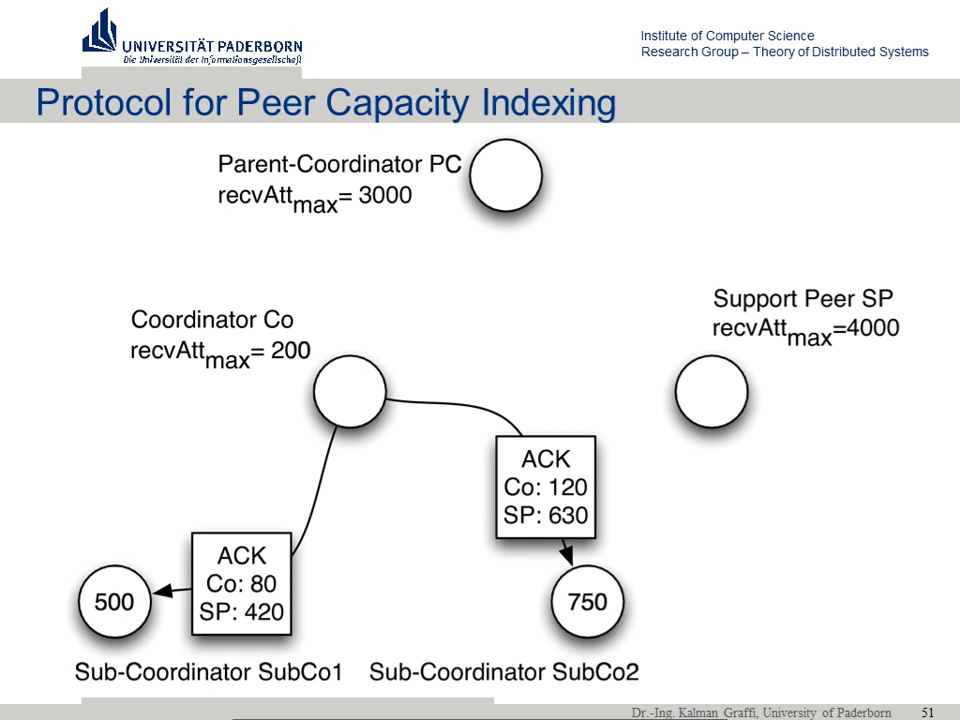 UNIVERSITÄT PADERBORN
Die Universität der Informationsgesellschaft
Institute of Computer Science
Research Group – Theory of Distributed Systems
Protocol for Peer Capacity Indexing
Parent-Coordinator PC
recvAttmax= 3000
Support Peer SP
recvAttmax=4000
Coordinator Co
recvAttmax= 200
ACK
Co: 120
SP: 630
ACK
Co: 80
SP: 420
500
750
Sub-Coordinator SubCo1
Sub-Coordinator SubCo2
Dr.-Ing. Kalman Graffi, University of Paderborn
51